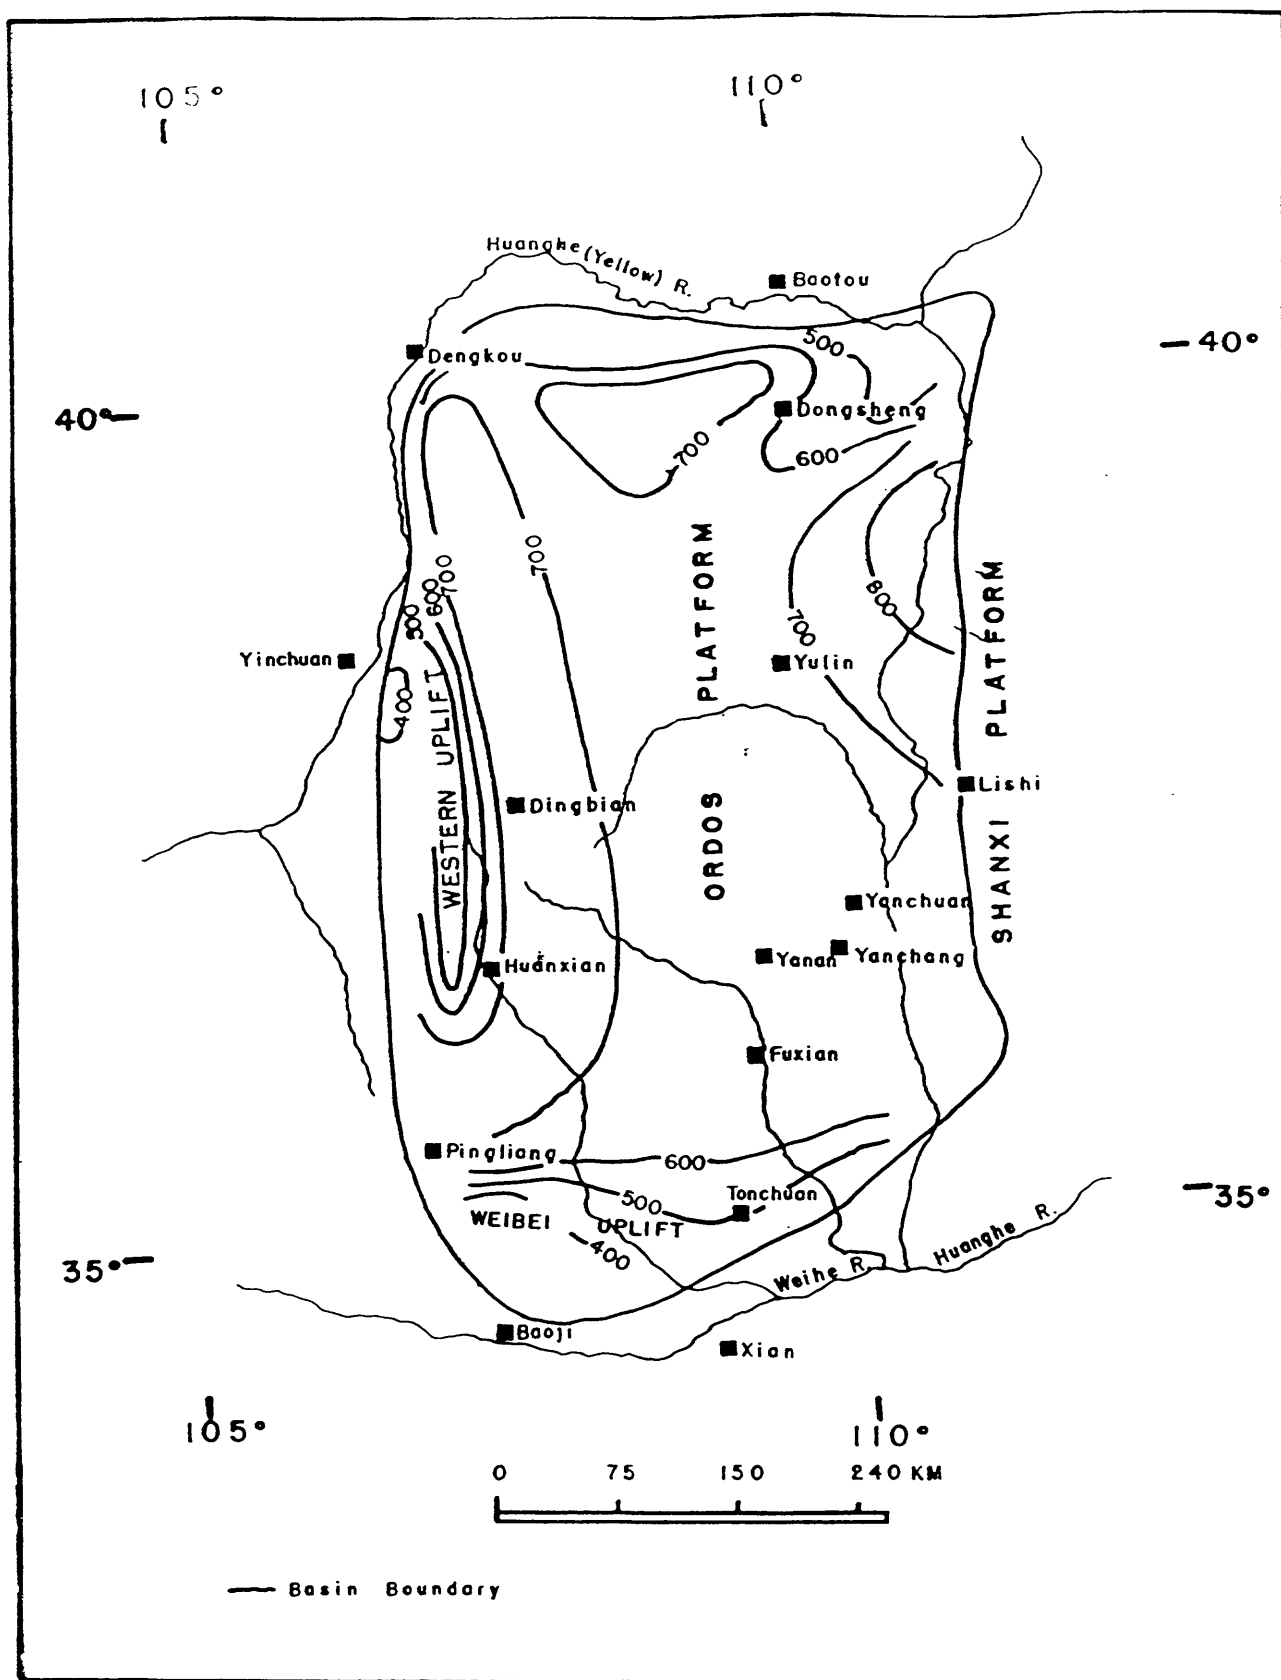 105°
110°
Huanghe (Yellow) R.
Baotou
500
40°
Dengkou
40°
Dongsheng
700
600
PLATFORM
700
700
600
500
800
PLATFORM
700
Yinchuan
Yulin
400
WESTERN UPLIFT
Lishi
Dingbian
ORDOS
SHANXI
Yanchuan
Yanan
Yanchang
Huanxian
Fuxian
Pingliang
600
500
Tonchuan
35°
WEIBEI UPLIFT
400
35°
Weihe R.
Huanghe R.
Baoji
Xian
105°
110°
0 75 150 240 KM
Basin Boundary